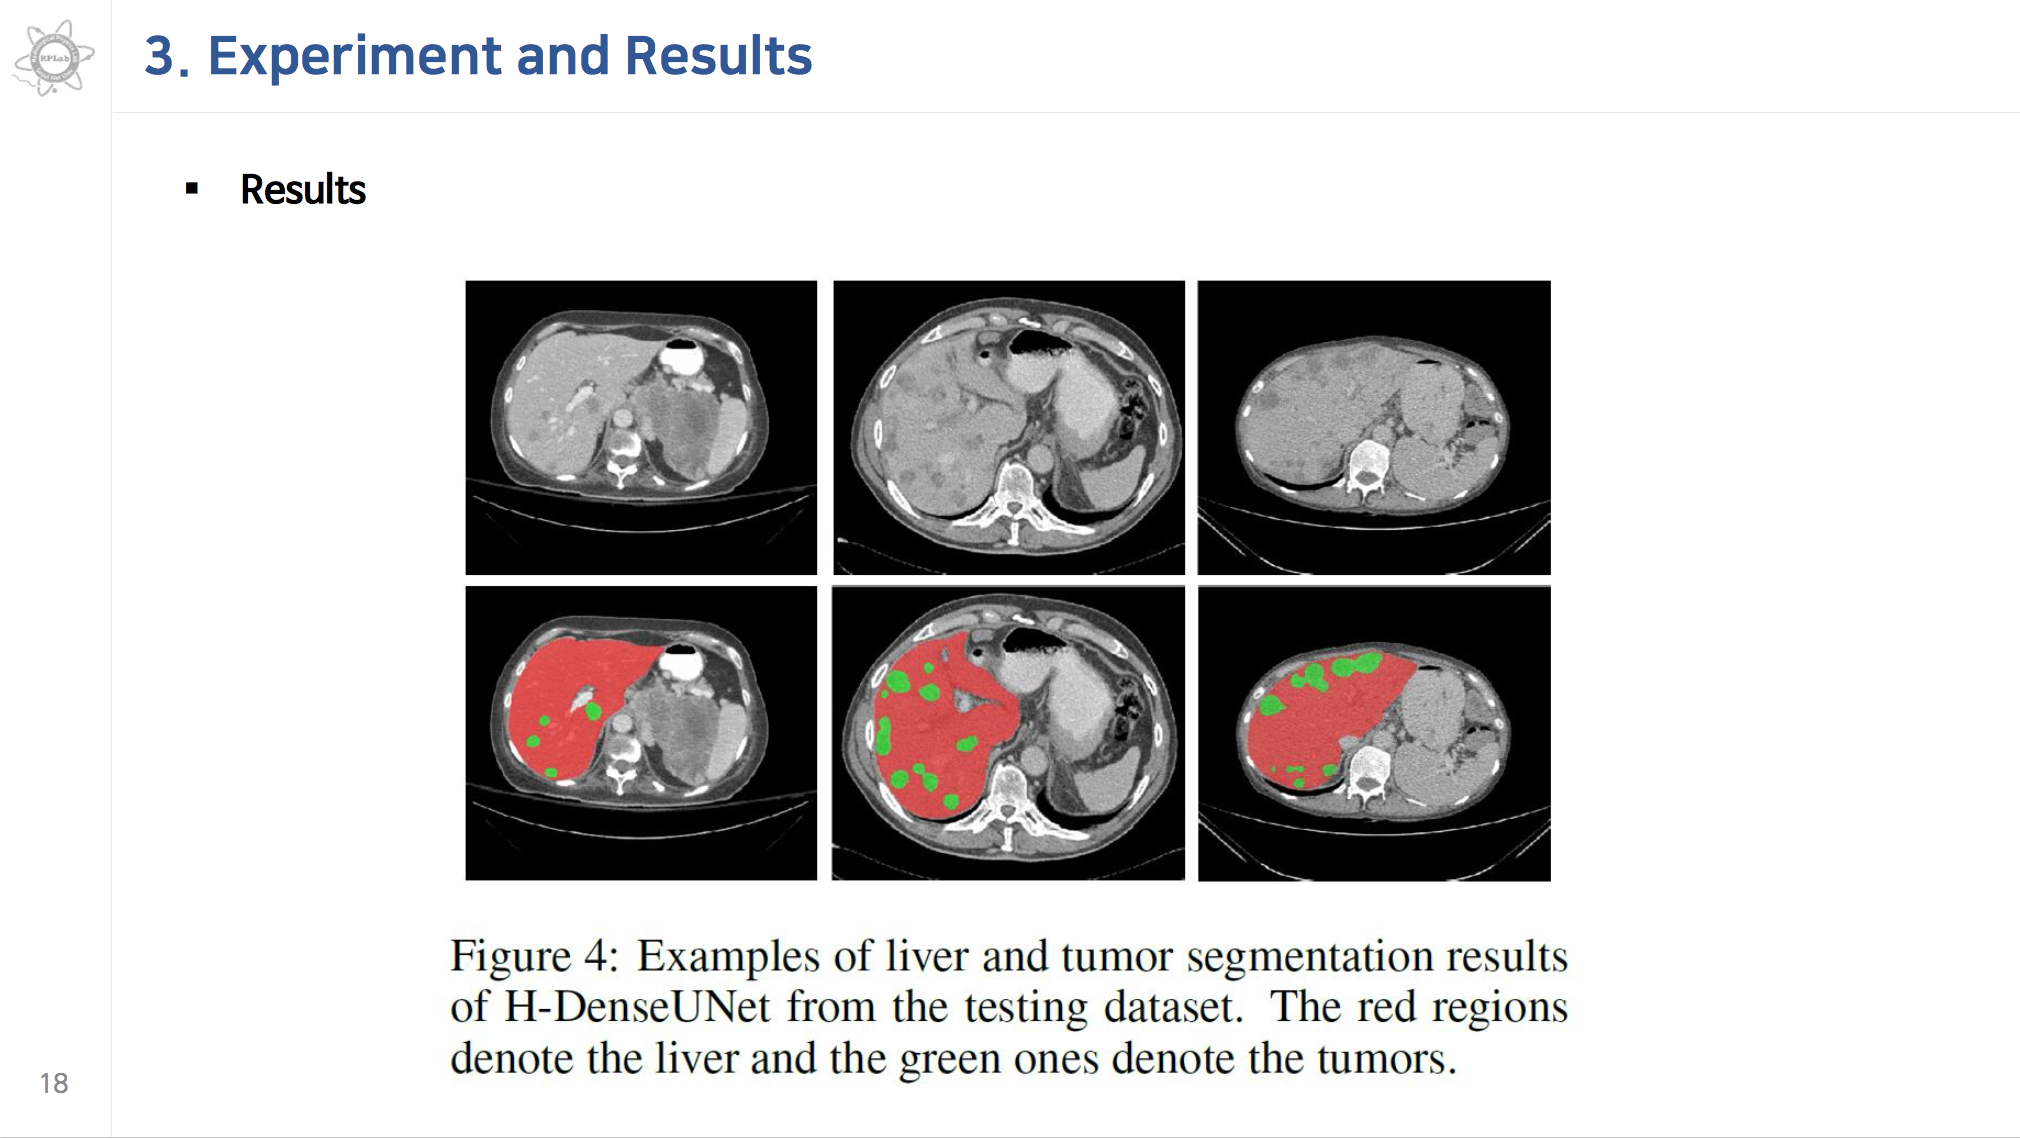 RPLab
3. Experiment and Results
▪ Results
Figure 4: Examples of liver and tumor segmentation results
of H-DenseUNet from the testing dataset. The red regions
denote the liver and the green ones denote the tumors.
18